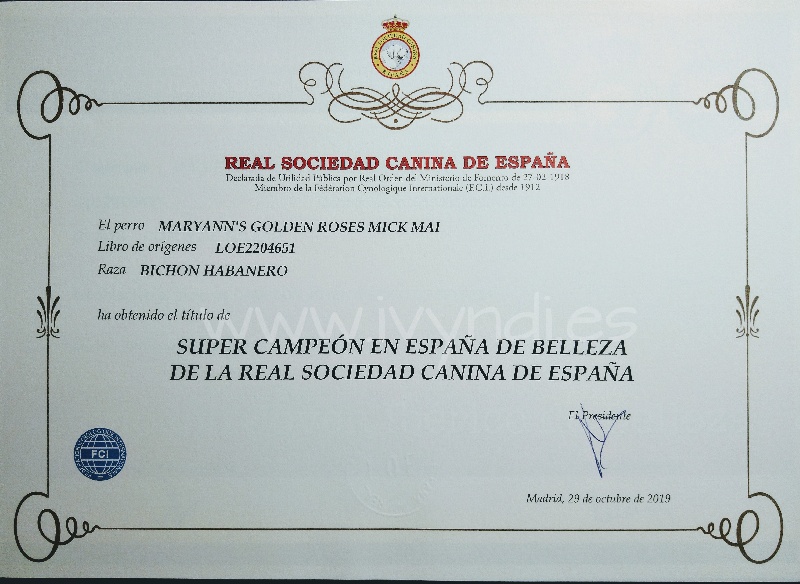 REAL SOCIEDAD CANINA DE ESPAÑA
Declarada de Utilidad Pública por Real Orden del Ministerio de Fomento de 27-02-1918
Miembro de la Fédération Cynologique Internationale (F.C.I.) desde 1912
El perro MARYANN'S GOLDEN ROSES MICK MAI
Libro de orígenes LOE2204651
Raza BICHON HABANERO
ha obtenido el título de
www.ivyndi.es
SUPER CAMPEÓN EN ESPAÑA DE BELLEZA
DE LA REAL SOCIEDAD CANINA DE ESPAÑA
El Presidente
FCI
Madrid, 29 de octubre de 2019